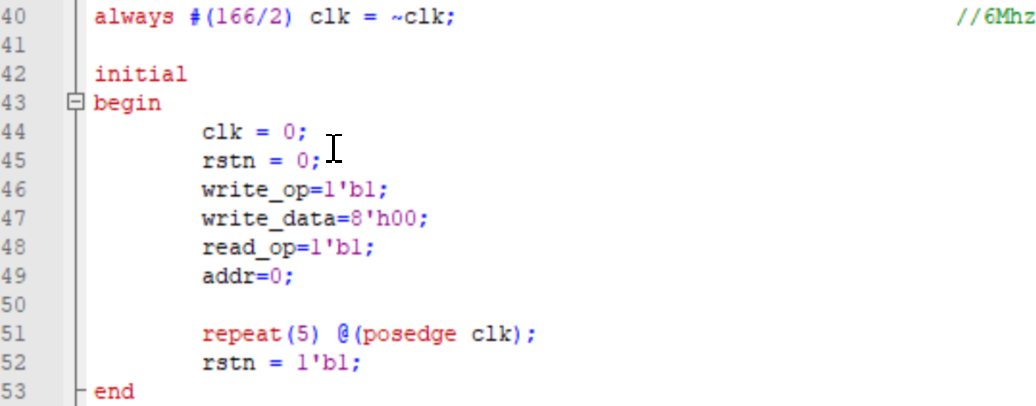 40 always #(166/2) clk = ~clk; //6Mhz
41
42 initial
43 begin
44 clk = 0;
45 rstn = 0;
46 write_op=1'b1;
47 write_data=8'h00;
48 read_op=1'b1;
49 addr=0;
50
51 repeat(5) @(posedge clk);
52 rstn = 1'b1;
53 end